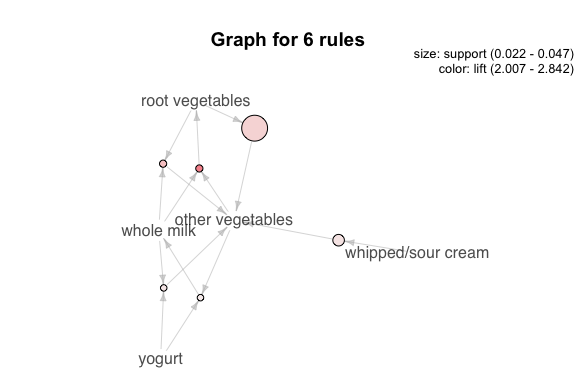 Graph for 6 rules
size: support (0.022 - 0.047)
color: lift (2.007 - 2.842)
root vegetables
other vegetables
whole milk
whipped/sour cream
yogurt